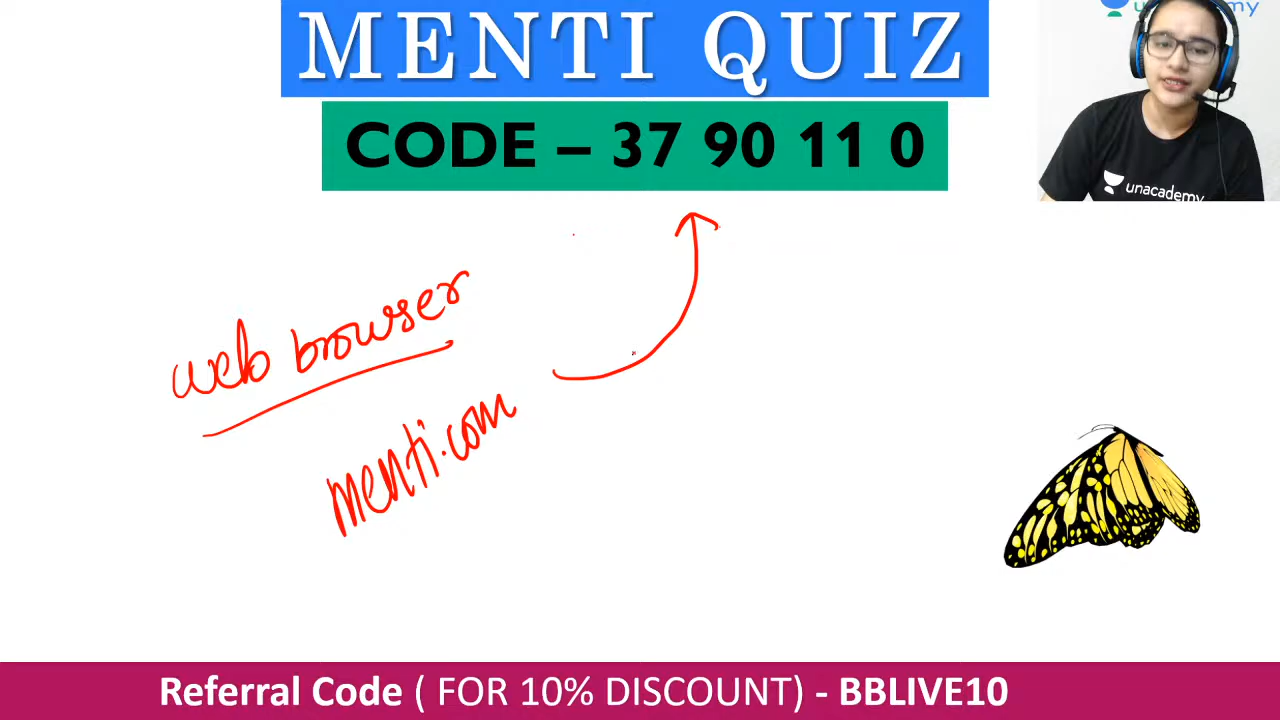 MENTI QUIZ
CODE – 37 90 11 0
unacademy
web browser
menti.com
Referral Code ( FOR 10% DISCOUNT) - BBLIVE10